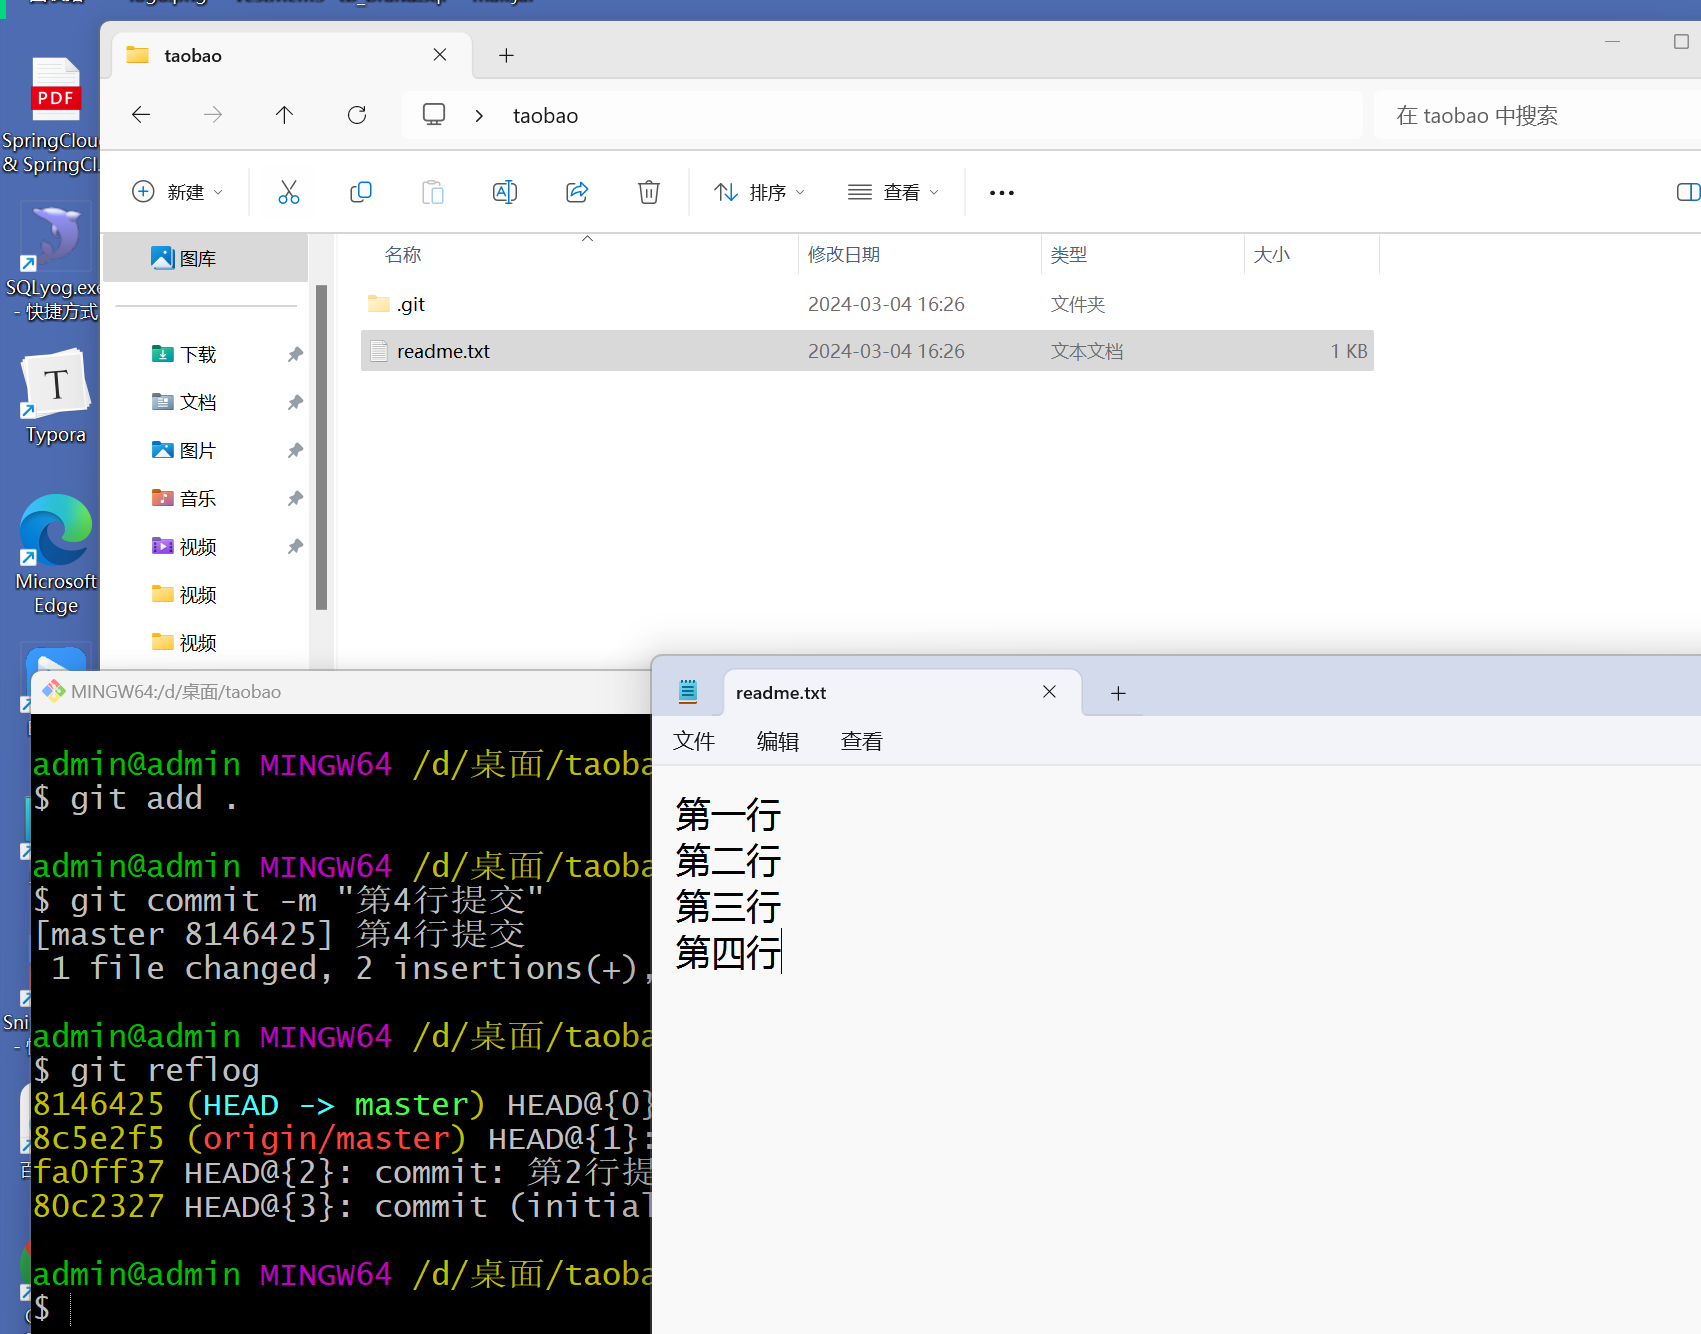 taobao
taobao
在 taobao 中搜索
新建
排序
查看
名称
修改日期
类型
大小
.git
2024-03-04 16:26
文件夹
readme.txt
2024-03-04 16:26
文本文档
1 KB
图库
下载
文档
图片
音乐
视频
视频
视频
PDF
SpringClou
& SpringCl...
SQLyog.exe
- 快捷方式
T
Typora
Microsoft
Edge
Sni
MINGW64:/d/桌面/taobao
admin@admin MINGW64 /d/桌面/taoba
$ git add .
admin@admin MINGW64 /d/桌面/taoba
$ git commit -m "第4行提交"
[master 8146425] 第4行提交
1 file changed, 2 insertions(+),
admin@admin MINGW64 /d/桌面/taoba
$ git reflog
8146425 (HEAD -> master) HEAD@{0}
8c5e2f5 (origin/master) HEAD@{1}:
fa0ff37 HEAD@{2}: commit: 第2行提
80c2327 HEAD@{3}: commit (initial
admin@admin MINGW64 /d/桌面/taoba
$
readme.txt
文件
编辑
查看
第一行
第二行
第三行
第四行